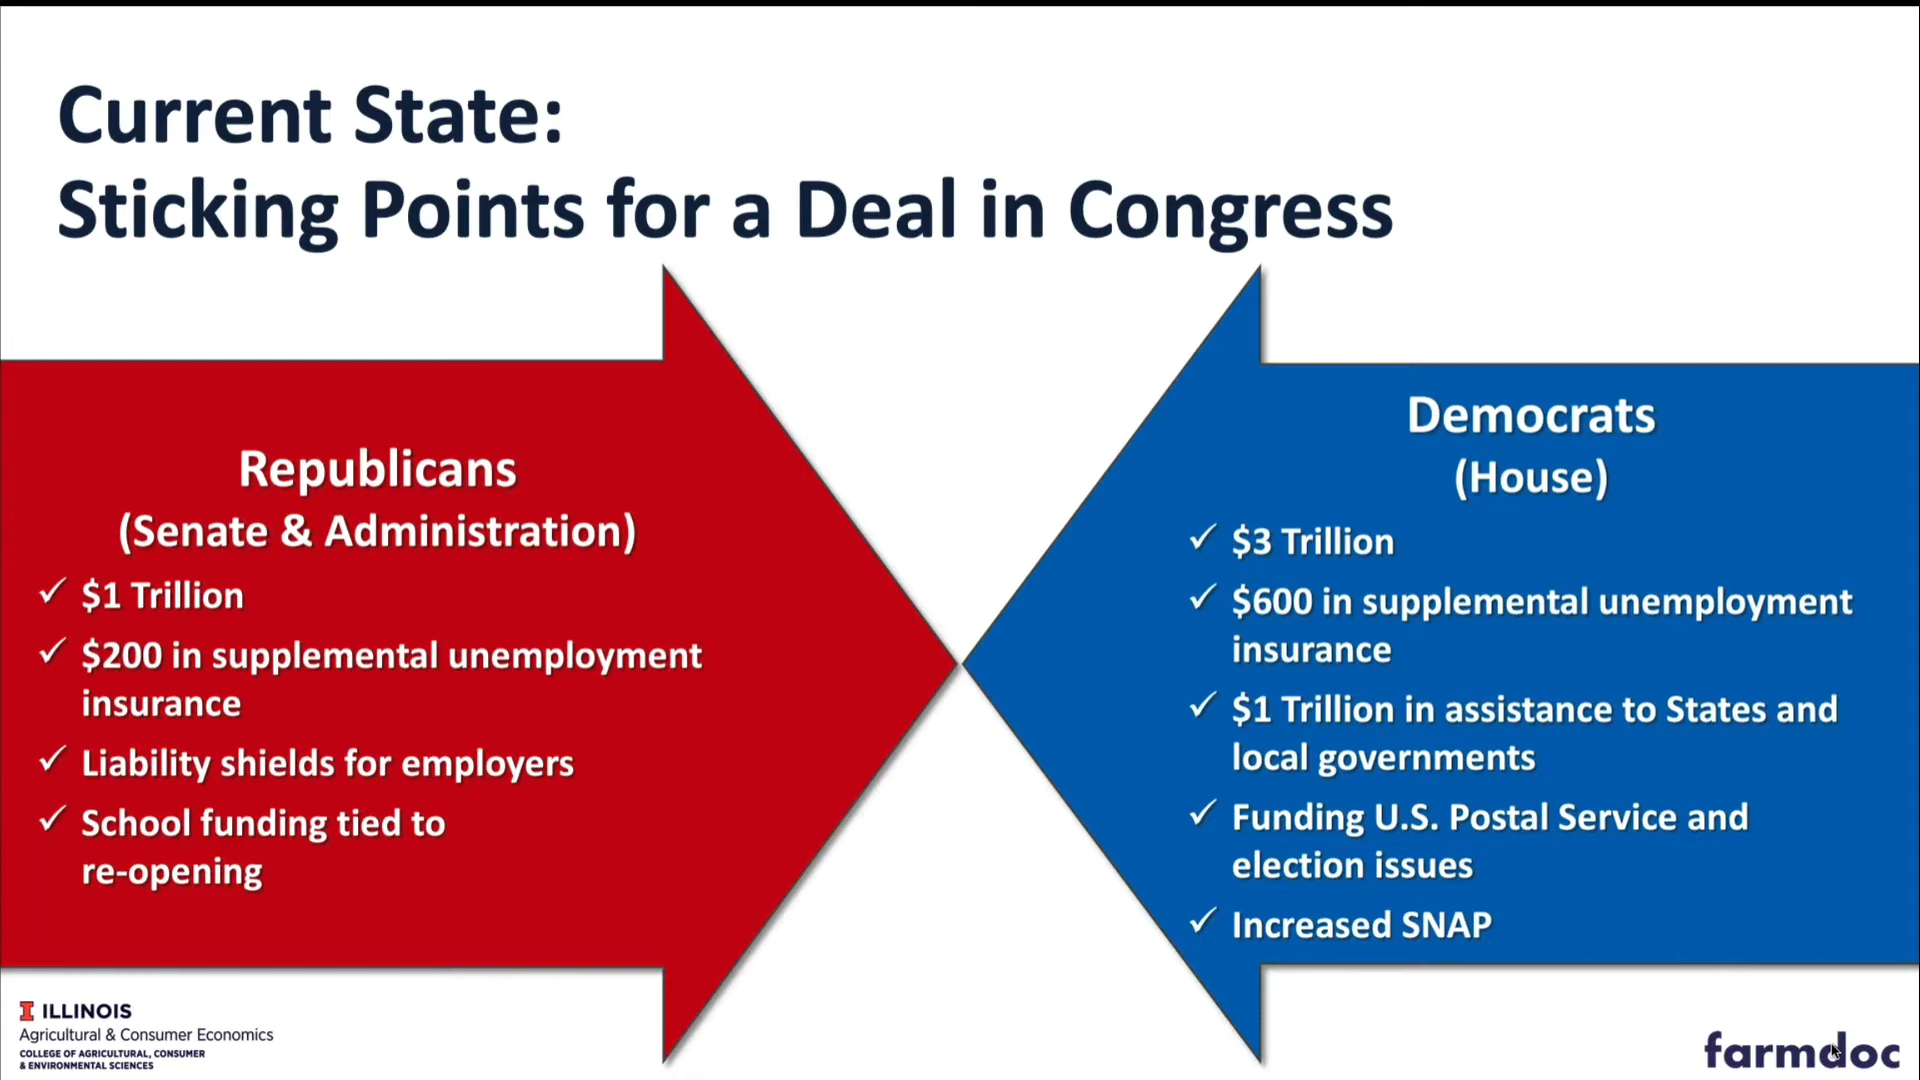 Current State:
Sticking Points for a Deal in Congress
Republicans
(Senate & Administration)
✓ $1 Trillion
✓ $200 in supplemental unemployment
insurance
✓ Liability shields for employers
✓ School funding tied to
re-opening
Democrats
(House)
✓ $3 Trillion
✓ $600 in supplemental unemployment
insurance
✓ $1 Trillion in assistance to States and
local governments
✓ Funding U.S. Postal Service and
election issues
✓ Increased SNAP
I ILLINOIS
Agricultural & Consumer Economics
COLLEGE OF AGRICULTURAL, CONSUMER
& ENVIRONMENTAL SCIENCES
farmdoc